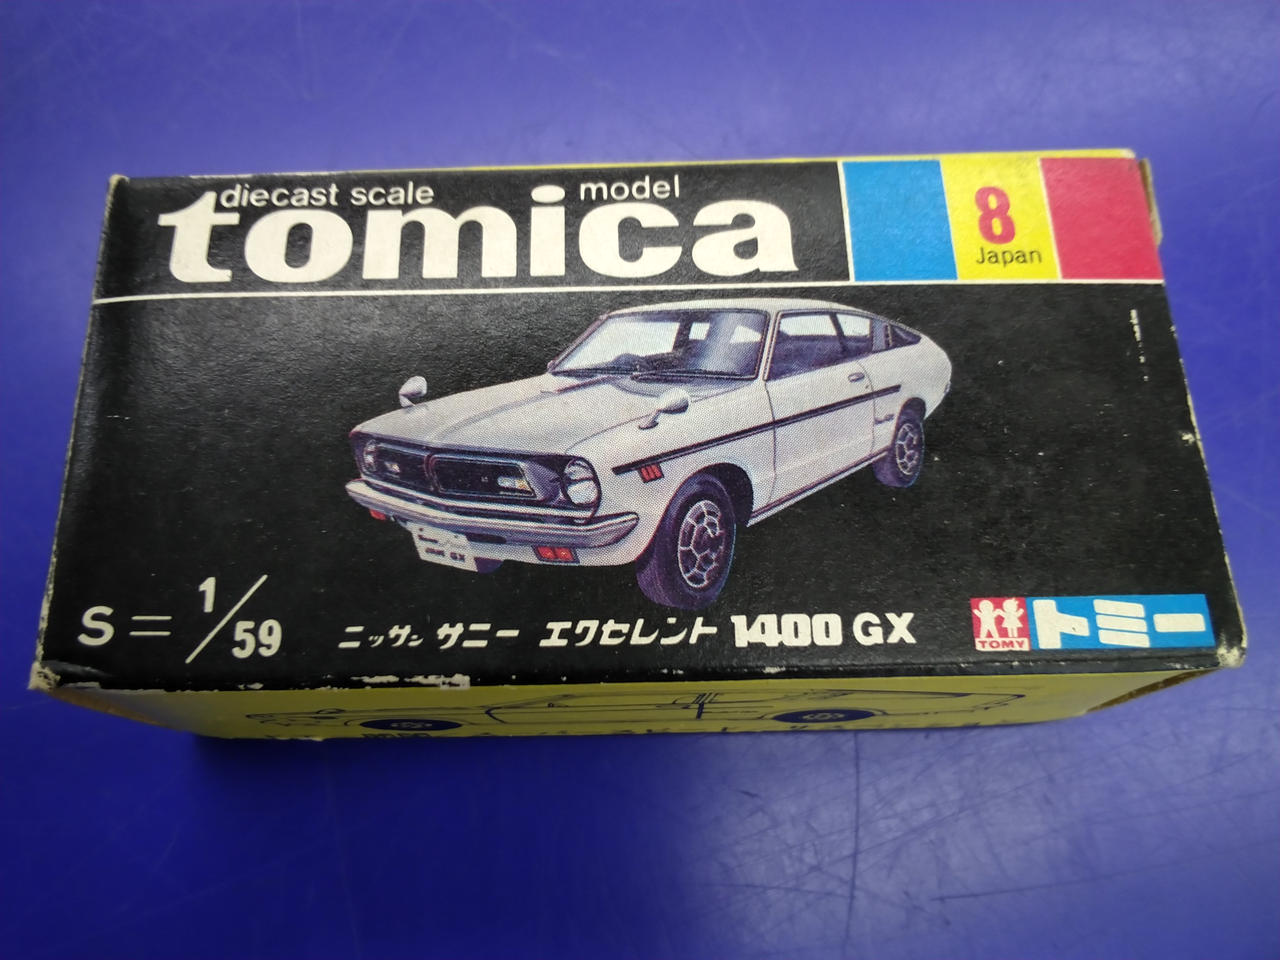 diecast scale model
tomica
8
Japan
S = 1/59
ニッサン サニー エクセレント 1400 GX
TOMY
トミー